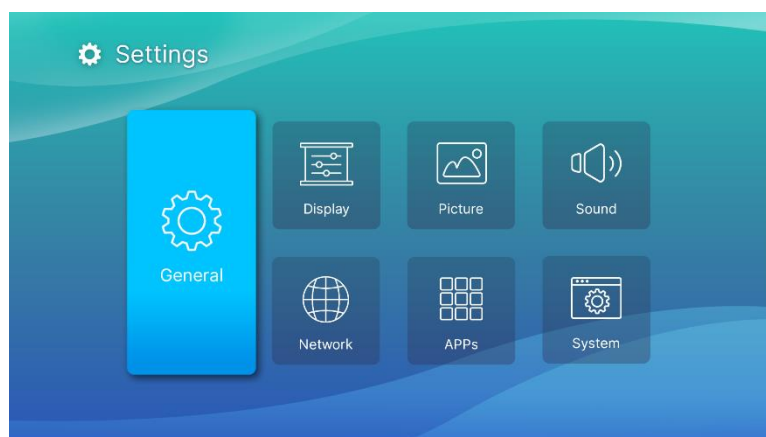 Settings
General
Display
Picture
Sound
Network
APPs
System